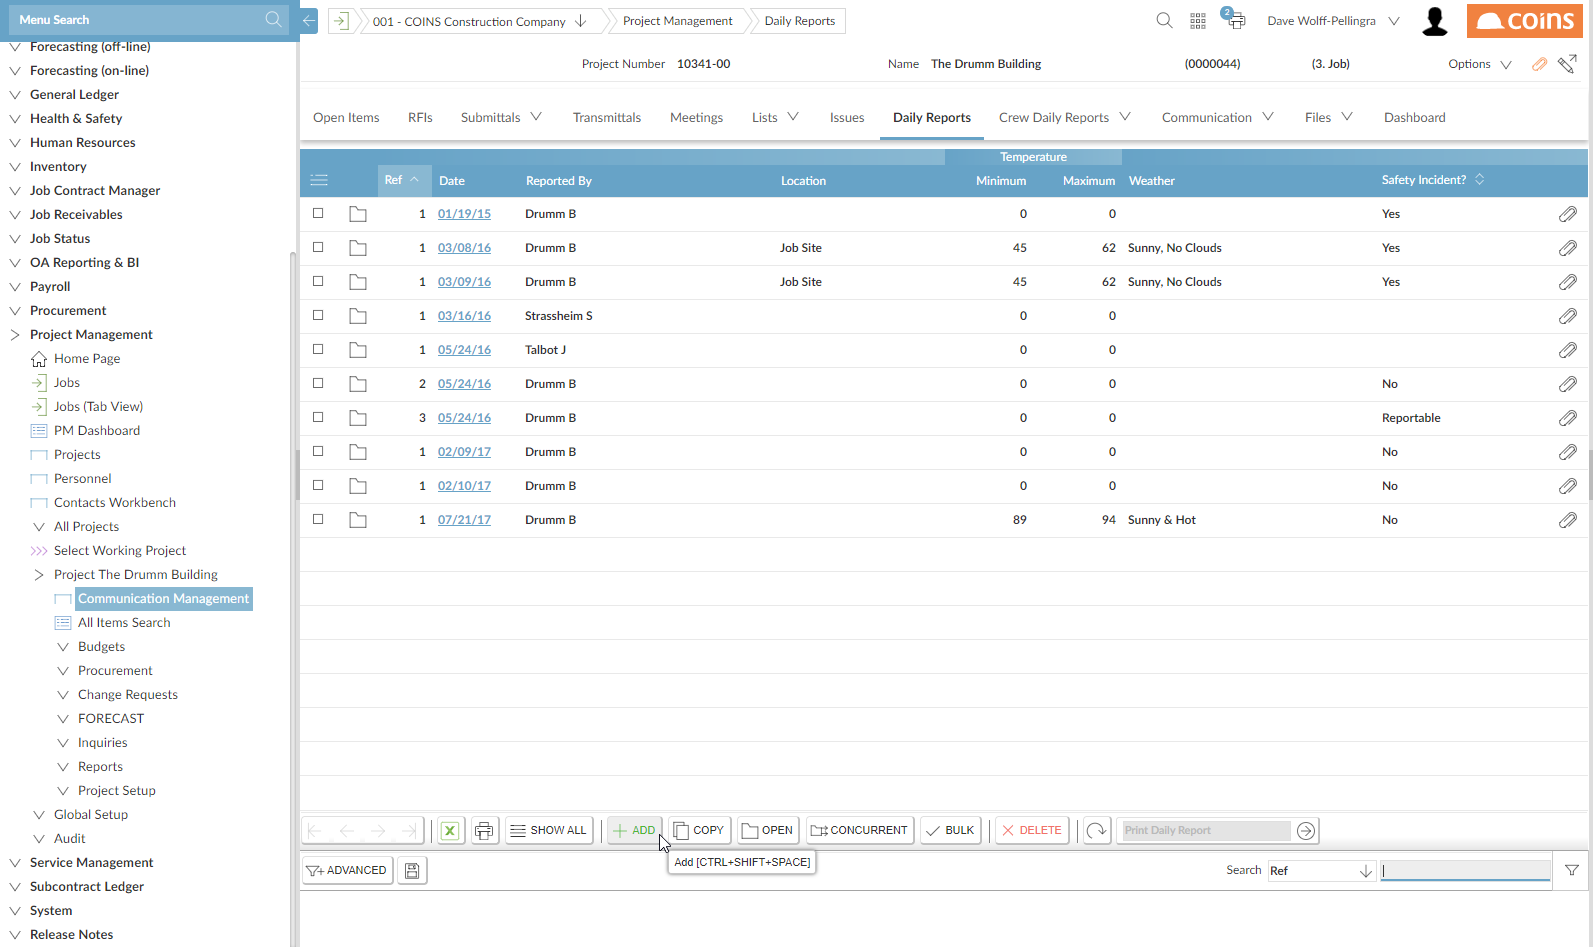 Menu Search
Forecasting (off-line)
Forecasting (on-line)
General Ledger
Health & Safety
Human Resources
Inventory
Job Contract Manager
Job Receivables
Job Status
OA Reporting & BI
Payroll
Procurement
Project Management
Home Page
Jobs
Jobs (Tab View)
PM Dashboard
Projects
Personnel
Contacts Workbench
All Projects
Select Working Project
Project The Drumm Building
Communication Management
All Items Search
Budgets
Procurement
Change Requests
FORECAST
Inquiries
Reports
Project Setup
Global Setup
Audit
Service Management
Subcontract Ledger
System
Release Notes
001 - COINS Construction Company Project Management Daily Reports
2 Dave Wolff-Pellingra coins
Project Number 10341-00 Name The Drumm Building (0000044) (3. Job) Options
Open Items RFIs Submittals Transmittals Meetings Lists Issues Daily Reports Crew Daily Reports Communication Files Dashboard
Temperature
Ref Date Reported By Location Minimum Maximum Weather Safety Incident?
1 01/19/15 Drumm B 0 0 Yes
1 03/08/16 Drumm B Job Site 45 62 Sunny, No Clouds Yes
1 03/09/16 Drumm B Job Site 45 62 Sunny, No Clouds Yes
1 03/16/16 Strassheim S 0 0
1 05/24/16 Talbot J 0 0
2 05/24/16 Drumm B 0 0 No
3 05/24/16 Drumm B 0 0 Reportable
1 02/09/17 Drumm B 0 0 No
1 02/10/17 Drumm B 0 0 No
1 07/21/17 Drumm B 89 94 Sunny & Hot No
X SHOW ALL ADD COPY OPEN CONCURRENT BULK DELETE Print Daily Report
Add [CTRL+SHIFT+SPACE]
ADVANCED Search Ref